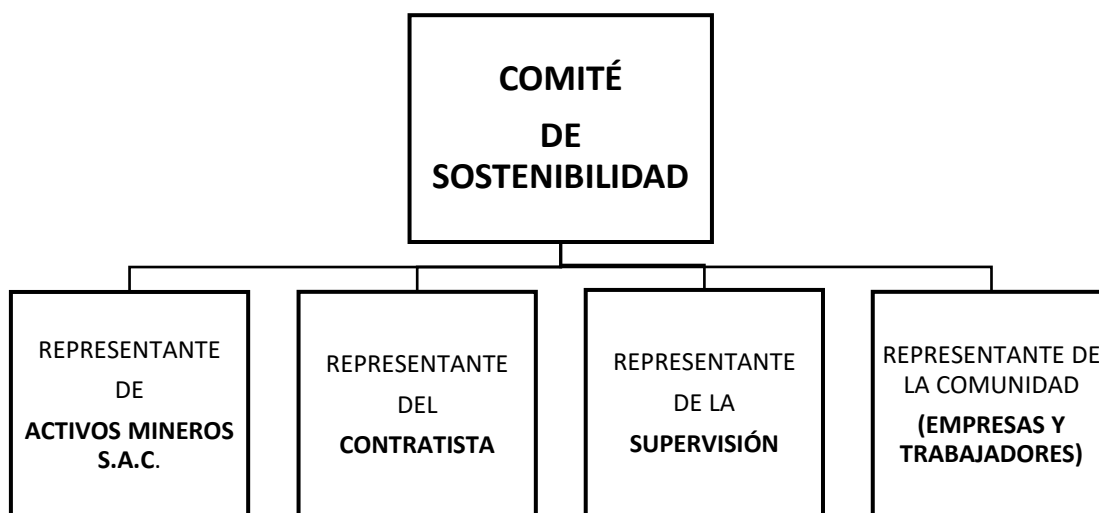 COMITÉ
DE
SOSTENIBILIDAD
REPRESENTANTE
DE
ACTIVOS MINEROS
S.A.C.
REPRESENTANTE
DEL
CONTRATISTA
REPRESENTANTE
DE LA
SUPERVISIÓN
REPRESENTANTE DE
LA COMUNIDAD
(EMPRESAS Y
TRABAJADORES)